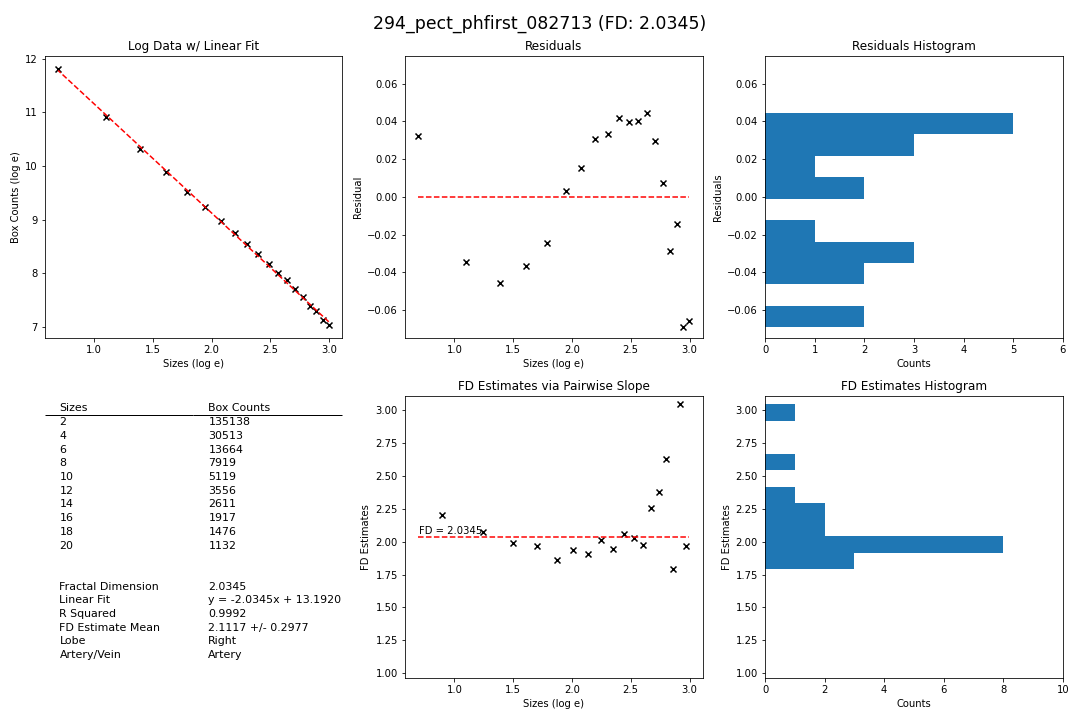 294_pect_phfirst_082713 (FD: 2.0345)
Log Data w/ Linear Fit
12
11
10
9
8
7
Box Counts (log e)
1.0 1.5 2.0 2.5 3.0
Sizes (log e)
Residuals
0.06
0.04
0.02
0.00
−0.02
−0.04
−0.06
Residual
1.0 1.5 2.0 2.5 3.0
Sizes (log e)
Residuals Histogram
0.06
0.04
0.02
0.00
−0.02
−0.04
−0.06
Residuals
0 1 2 3 4 5 6
Counts
Sizes Box Counts
2 135138
4 30513
6 13664
8 7919
10 5119
12 3556
14 2611
16 1917
18 1476
20 1132
Fractal Dimension 2.0345
Linear Fit y = -2.0345x + 13.1920
R Squared 0.9992
FD Estimate Mean 2.1117 +/- 0.2977
Lobe Right
Artery/Vein Artery
FD Estimates via Pairwise Slope
3.00
2.75
2.50
2.25
2.00
1.75
1.50
1.25
1.00
FD Estimates
FD = 2.0345
1.0 1.5 2.0 2.5 3.0
Sizes (log e)
FD Estimates Histogram
3.00
2.75
2.50
2.25
2.00
1.75
1.50
1.25
1.00
FD Estimates
0 2 4 6 8 10
Counts